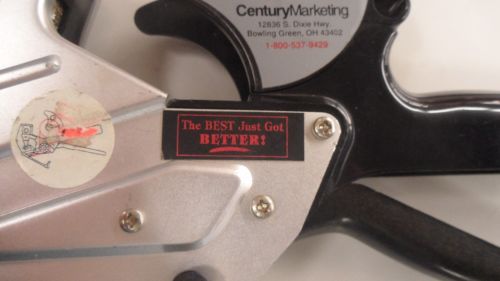 CenturyMarketing
12836 S. Dixie Hwy.
Bowling Green, OH 43402
1-800-537-9429
The BEST Just Got
BETTER!